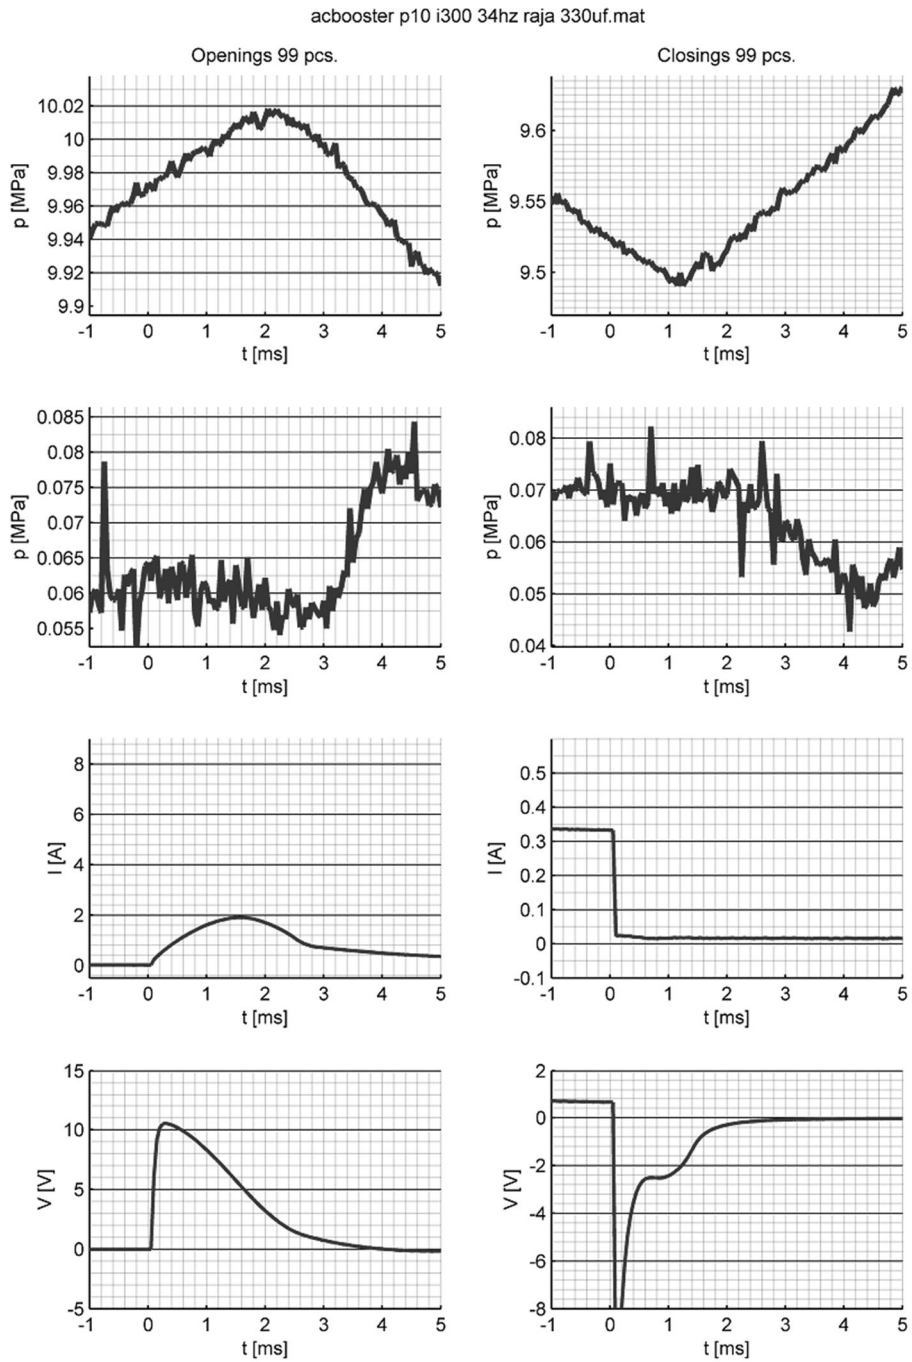 acbooster p10 i300 34hz raja 330uf.mat
Openings 99 pcs.
10.02
10
9.98
9.96
9.94
9.92
9.9
p [MPa]
-1 0 1 2 3 4 5
t [ms]
Closings 99 pcs.
9.6
9.55
9.5
p [MPa]
-1 0 1 2 3 4 5
t [ms]
0.085
0.08
0.075
0.07
0.065
0.06
0.055
p [MPa]
-1 0 1 2 3 4 5
t [ms]
0.08
0.07
0.06
0.05
0.04
p [MPa]
-1 0 1 2 3 4 5
t [ms]
8
6
4
2
0
I [A]
-1 0 1 2 3 4 5
t [ms]
0.5
0.4
0.3
0.2
0.1
0
-0.1
I [A]
-1 0 1 2 3 4 5
t [ms]
15
10
5
0
-5
V [V]
-1 0 1 2 3 4 5
t [ms]
2
0
-2
-4
-6
-8
V [V]
-1 0 1 2 3 4 5
t [ms]